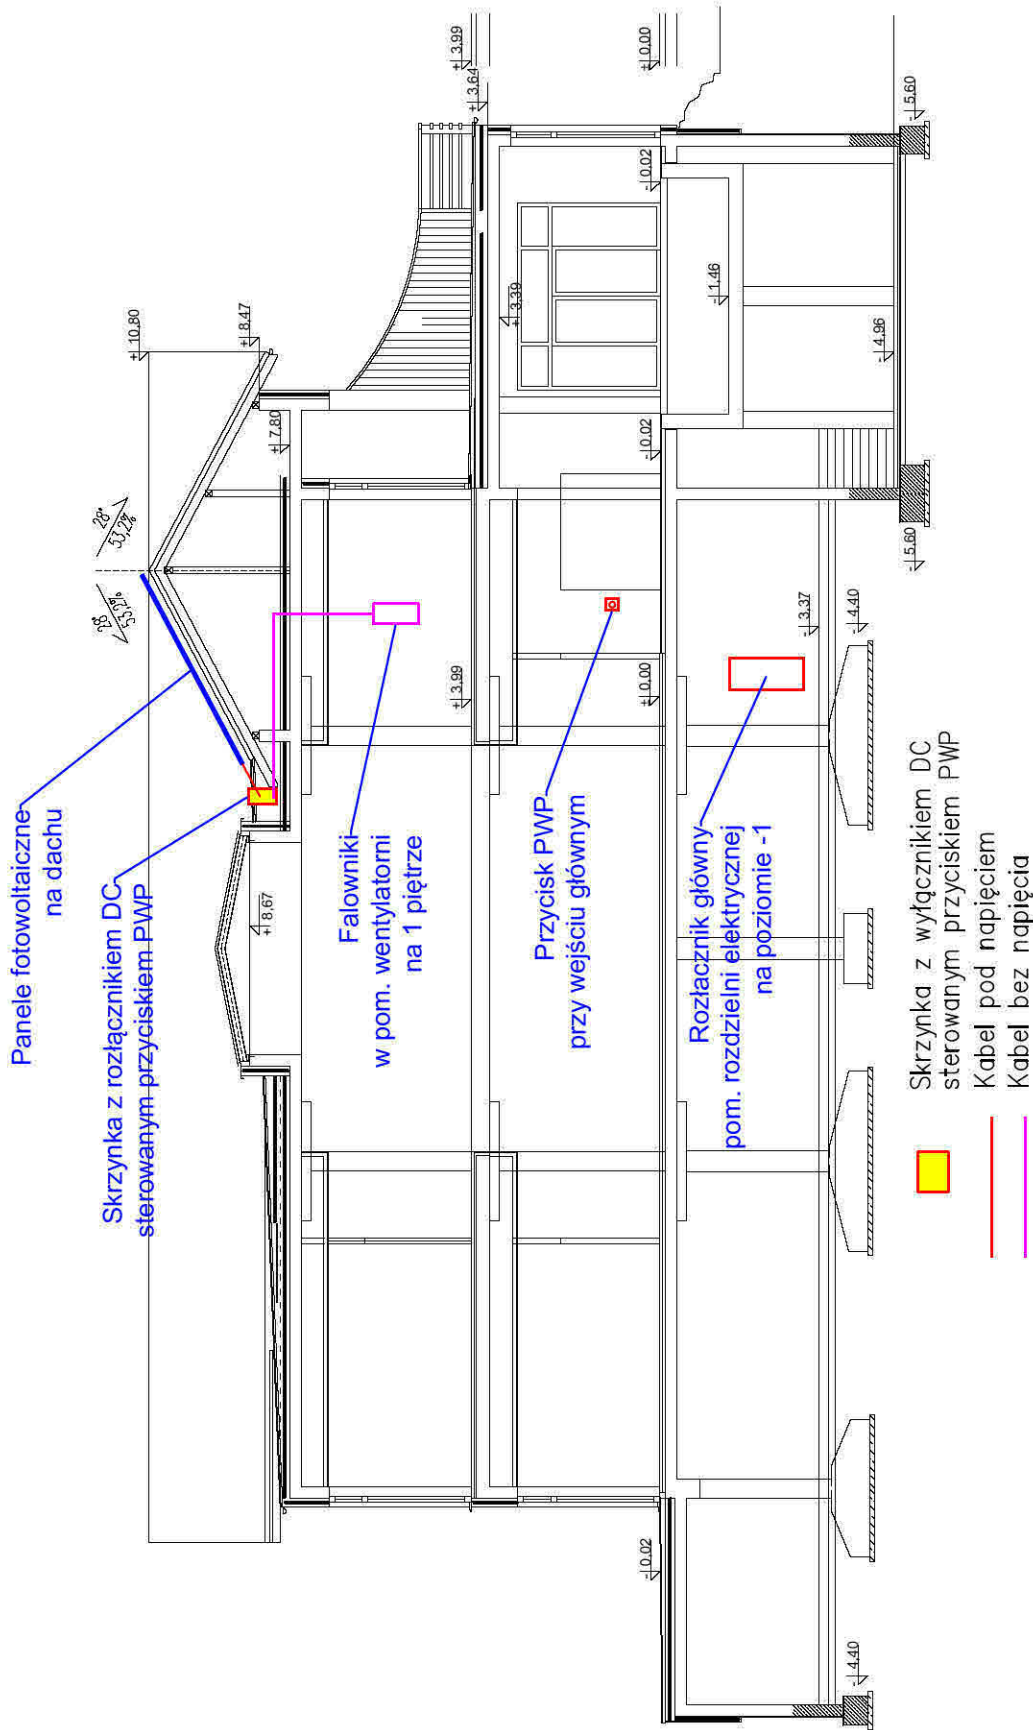 Panele fotowoltaiczne
na dachu
Skrzynka z rozłącznikiem DC
sterowanym przyciskiem PWP
Falowniki
w pom. wentylatorni
na 1 piętrze
Przycisk PWP
przy wejściu głównym
Rozłacznik główny
pom. rozdzielni elektrycznej
na poziomie -1
28°
53,2%
28
53,2%
± 10,80
± 8,47
± 7,80
± 8,67
± 3,99
± 3,64
± 3,99
± 3,39
± 0,00
- 0,02
- 0,02
± 0,00
- 0,02
- 1,46
- 4,96
- 5,60
- 5,60
- 3,37
- 4,40
- 4,40
Skrzynka z wyłącznikiem DC
sterowanym przyciskiem PWP
Kabel pod napięciem
Kabel bez napięcia